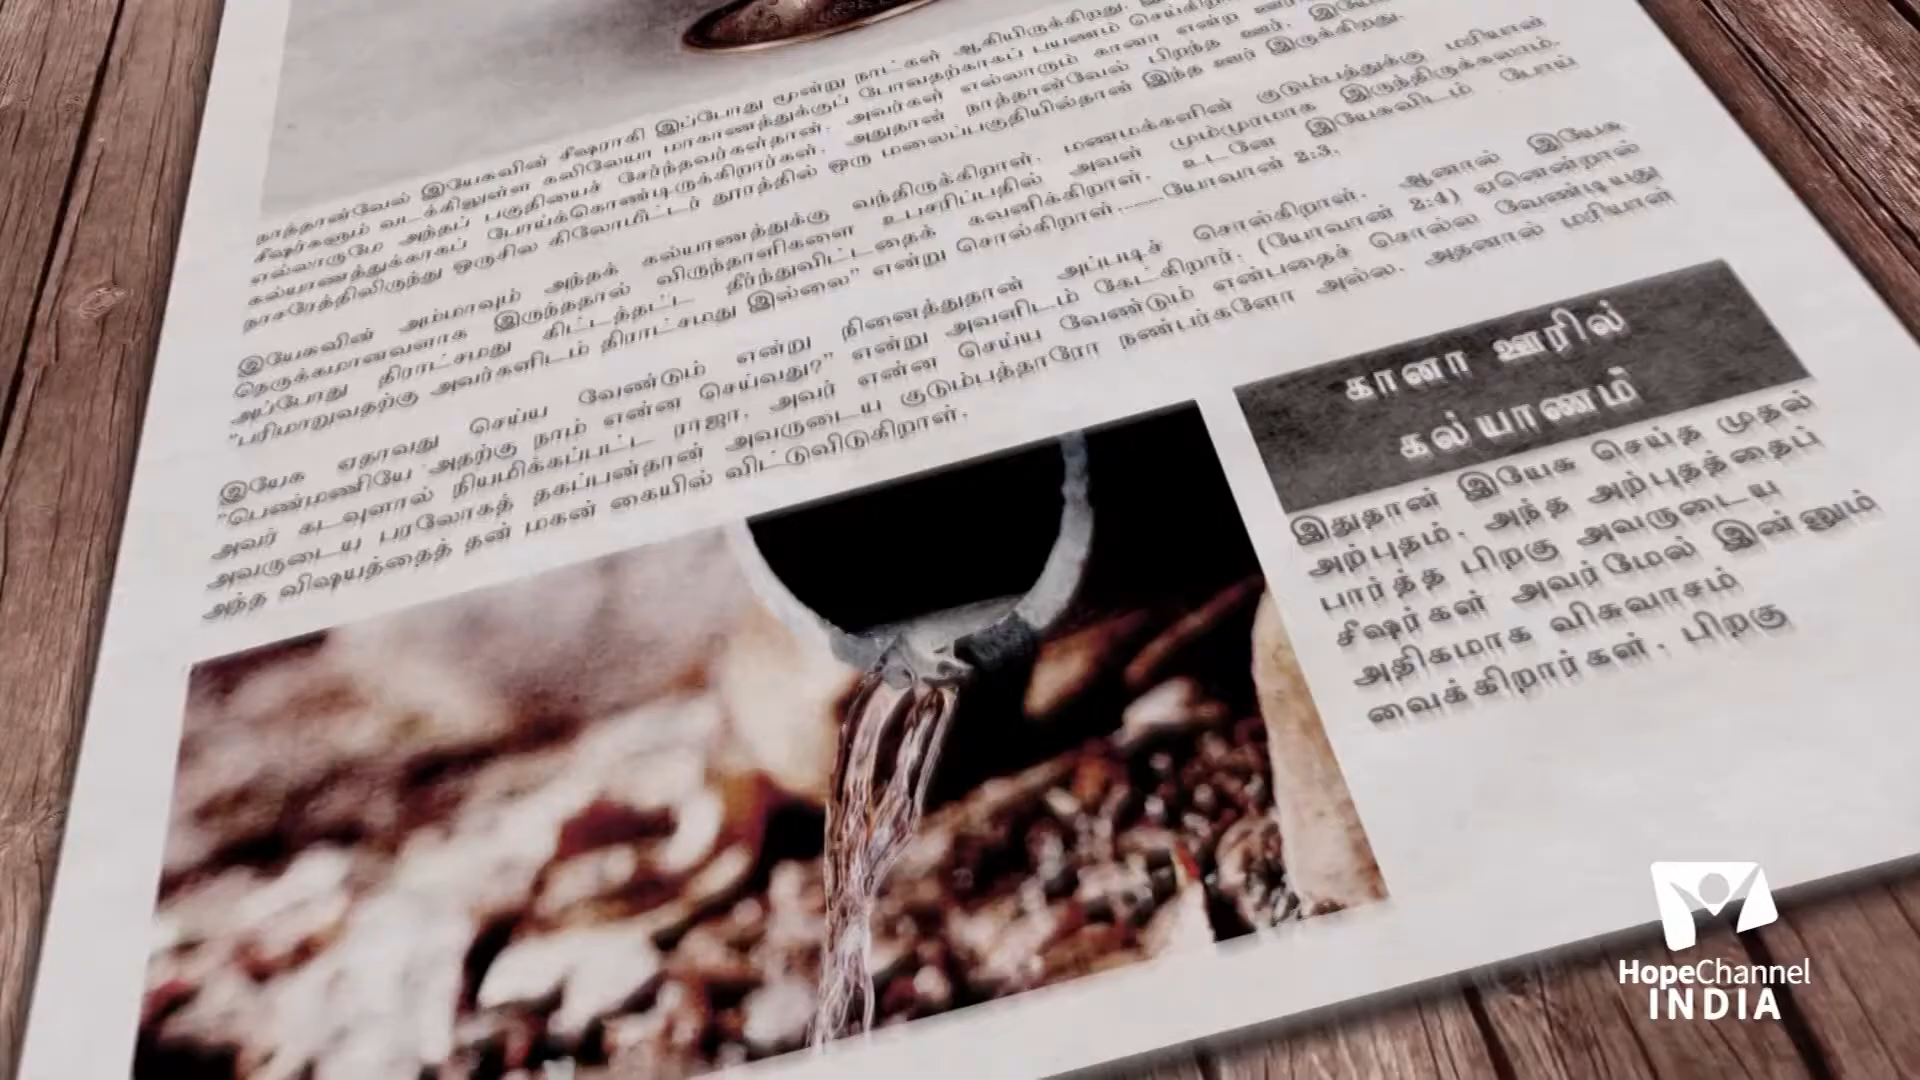 நாத்தான்வேல் இயேசுவின் சீஷராகி இப்போது மூன்று நாட்கள் ஆகியிருக்கிறது.
சீஷர்களும் வடக்கிலுள்ள கலிலேயா மாகாணத்துக்குப் போவதற்காகப் பயணம்
எல்லாருமே அந்தப் பகுதியைச் சேர்ந்தவர்கள்தான். அவர்கள் எல்லாரும் கானா என்ற
கல்யாணத்துக்காகப் போய்க்கொண்டிருக்கிறார்கள். அதுதான் நாத்தான்வேல் பிறந்த ஊர்.
நாசரேத்திலிருந்து ஒருசில கிலோமீட்டர் தூரத்தில் ஒரு மலைப்பகுதியில்தான் இந்த ஊர் இருக்கிறது.
இயேசுவின் அம்மாவும் அந்தக் கல்யாணத்துக்கு வந்திருக்கிறாள். மணமக்களின் குடும்பத்துக்கு மரியாள்
நெருக்கமானவளாக இருந்ததால் விருந்தாளிகளை உபசரிப்பதில் அவள் மும்முரமாக இருந்திருக்கலாம்.
அப்போது திராட்சமது கிட்டத்தட்ட தீர்ந்துவிட்டதைக் கவனிக்கிறாள். உடனே இயேசுவிடம் போய்
"பரிமாறுவதற்கு அவர்களிடம் திராட்சமது இல்லை" என்று சொல்கிறாள்.......யோவான் 2:3.
இயேசு ஏதாவது செய்ய வேண்டும் என்று நினைத்துதான் அப்படிச் சொல்கிறாள். ஆனால் இயேசு
"பெண்மணியே அதற்கு நாம் என்ன செய்வது?" என்று அவளிடம் கேட்கிறார். (யோவான் 2:4) ஏனென்றால்
அவர் கடவுளால் நியமிக்கப்பட்ட ராஜா. அவர் என்ன செய்ய வேண்டும் என்பதைச் சொல்ல வேண்டியது
அவருடைய பரலோகத் தகப்பன்தான் அவருடைய குடும்பத்தாரோ நண்பர்களோ அல்ல. அதனால் மரியாள்
அந்த விஷயத்தைத் தன் மகன் கையில் விட்டுவிடுகிறாள்.
கானா ஊரில்
கல்யாணம்
இதுதான் இயேசு செய்த முதல்
அற்புதம். அந்த அற்புதத்தைப்
பார்த்த பிறகு அவருடைய
சீஷர்கள் அவர்மேல் இன்னும்
அதிகமாக விசுவாசம்
வைக்கிறார்கள். பிறகு
HopeChannel
INDIA